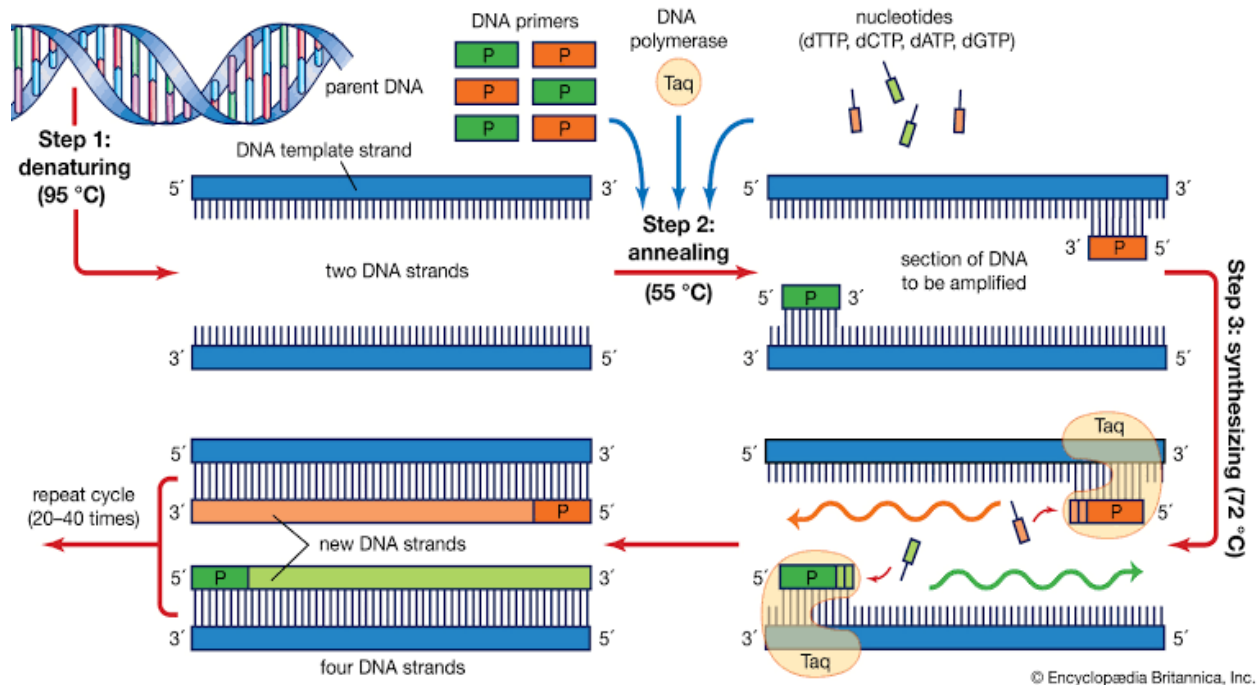 parent DNA
Step 1:
denaturing
(95 °C)
DNA primers
P P
P P
P P
DNA
polymerase
Taq
nucleotides
(dTTP, dCTP, dATP, dGTP)
DNA template strand
5′ 3′
two DNA strands
3′ 5′
Step 2:
annealing
(55 °C)
5′ 3′
3′ P 5′
section of DNA
to be amplified
5′ P 3′
3′ 5′
Step 3: synthesizing (72 °C)
Taq
5′ 3′
P 5′
5′ P
3′ 5′
Taq
5′ 3′
3′ P 5′
new DNA strands
5′ P 3′
3′ 5′
four DNA strands
repeat cycle
(20–40 times)
© Encyclopædia Britannica, Inc.